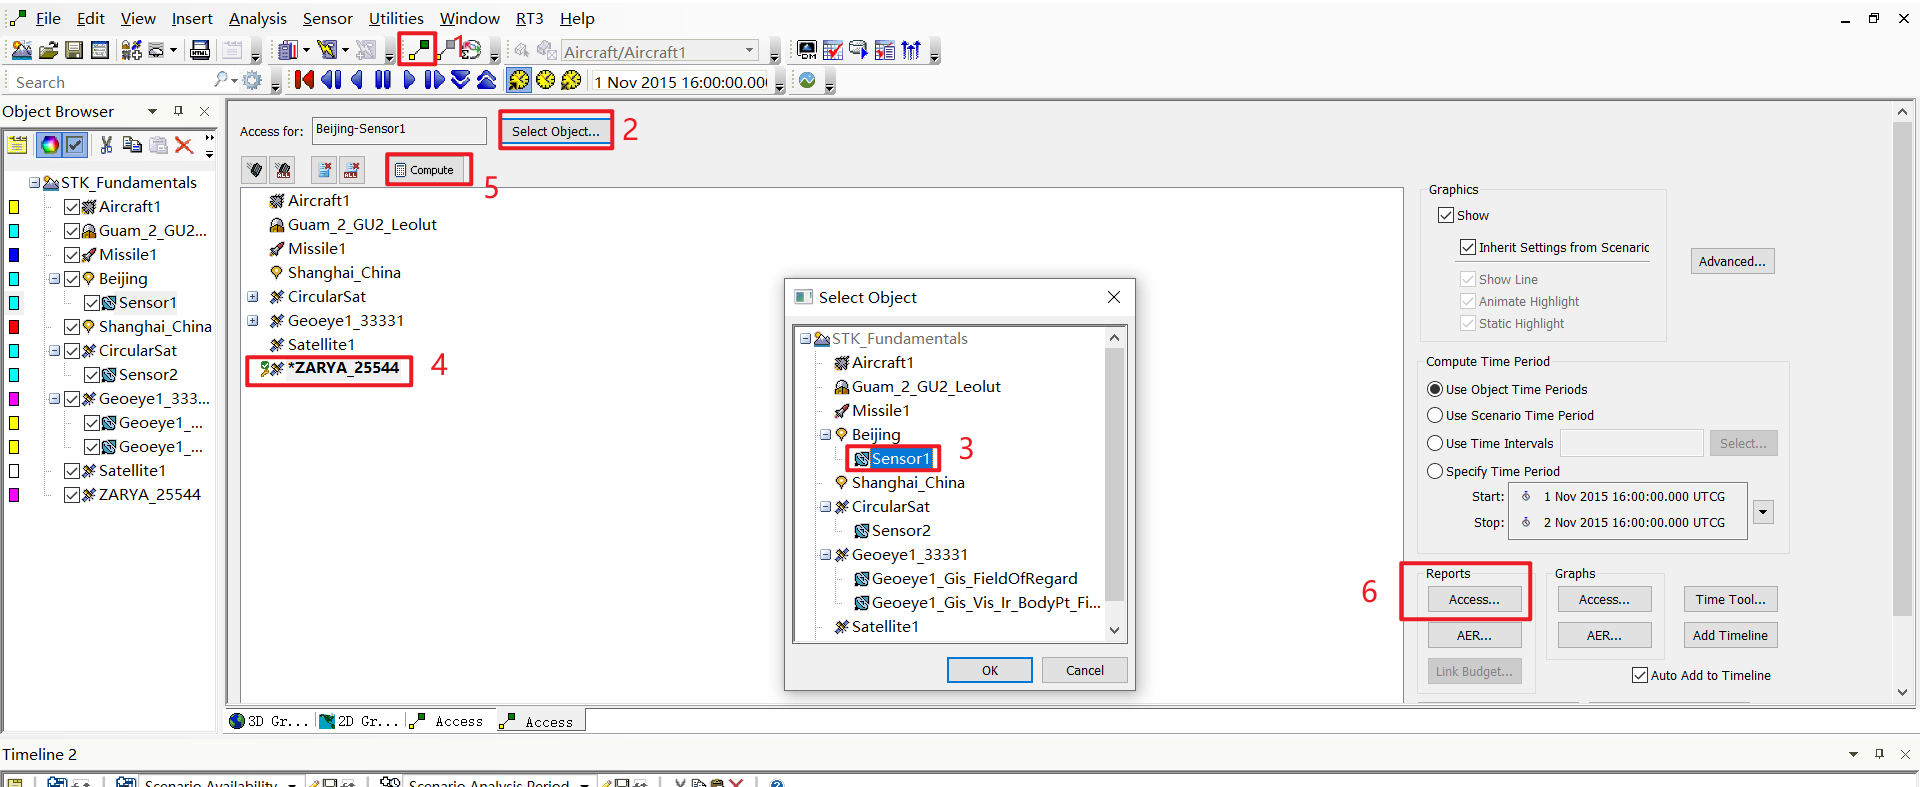 File Edit View Insert Analysis Sensor Utilities Window RT3 Help
1
Aircraft/Aircraft1
Search
1 Nov 2015 16:00:00.00
Object Browser
STK_Fundamentals
Aircraft1
Guam_2_GU2...
Missile1
Beijing
Sensor1
Shanghai_China
CircularSat
Sensor2
Geoeye1_333...
Geoeye1_...
Geoeye1_...
Satellite1
ZARYA_25544
Access for: Beijing-Sensor1 Select Object... 2
Compute 5
Aircraft1
Guam_2_GU2_Leolut
Missile1
Shanghai_China
CircularSat
Geoeye1_33331
Satellite1
*ZARYA_25544 4
Select Object
STK_Fundamentals
Aircraft1
Guam_2_GU2_Leolut
Missile1
Beijing
Sensor1 3
Shanghai_China
CircularSat
Sensor2
Geoeye1_33331
Geoeye1_Gis_FieldOfRegard
Geoeye1_Gis_Vis_Ir_BodyPt_Fi...
Satellite1
OK Cancel
Graphics
Show
Inherit Settings from Scenaric
Show Line
Animate Highlight
Static Highlight
Advanced...
Compute Time Period
Use Object Time Periods
Use Scenario Time Period
Use Time Intervals Select...
Specify Time Period
Start: 1 Nov 2015 16:00:00.000 UTCG
Stop: 2 Nov 2015 16:00:00.000 UTCG
6
Reports Graphs
Access... Access... Time Tool...
AER... AER... Add Timeline
Link Budget... Auto Add to Timeline
3D Gr... 2D Gr... Access Access
Timeline 2
Scenario Availability Scenario Analysis Period